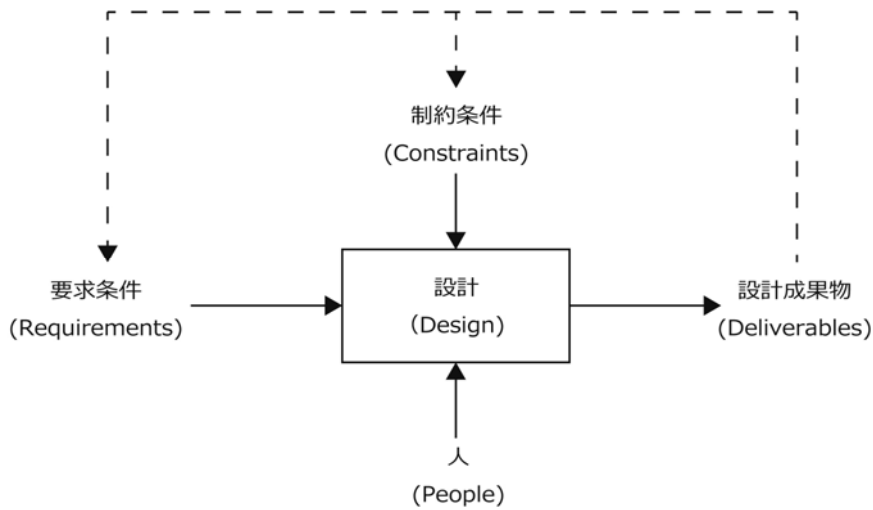 制約条件
(Constraints)
要求条件
(Requirements)
設計
（Design)
設計成果物
(Deliverables)
人
(People)